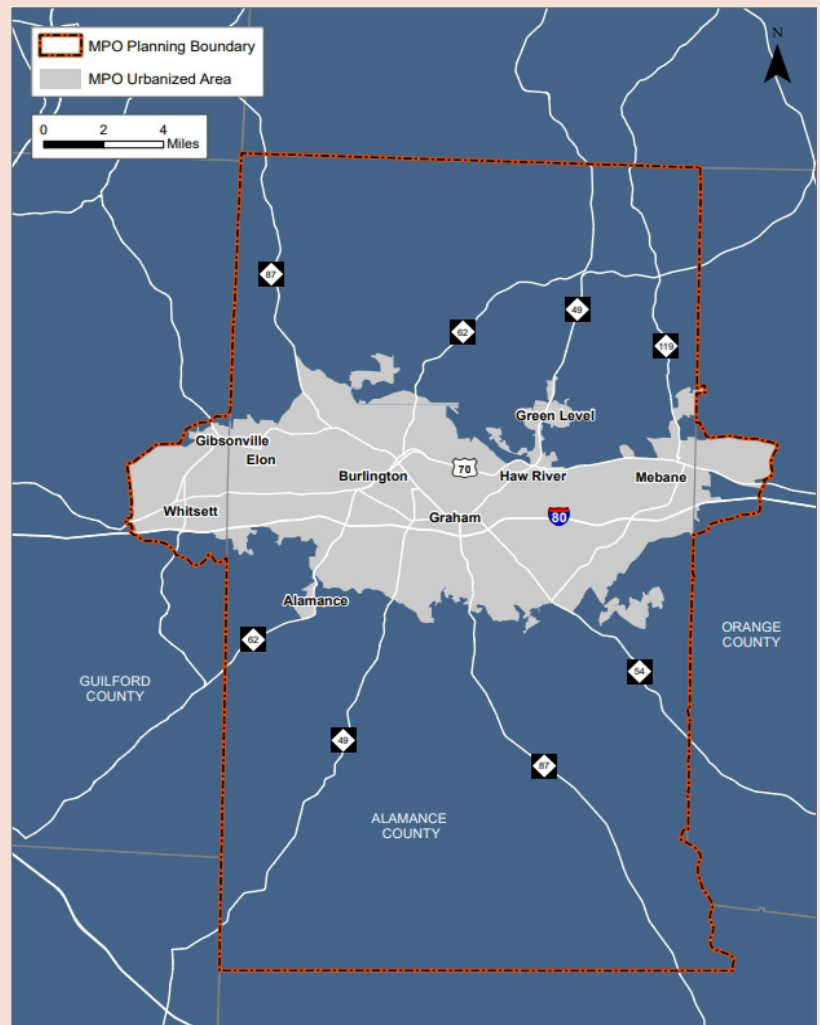 N
MPO Planning Boundary
MPO Urbanized Area
0 2 4
Miles
87
62
49
119
Green Level
Gibsonville
Elon
Burlington
70
Haw River
Mebane
Whitsett
Graham
80
Alamance
62
ORANGE
COUNTY
54
GUILFORD
COUNTY
49
87
ALAMANCE
COUNTY